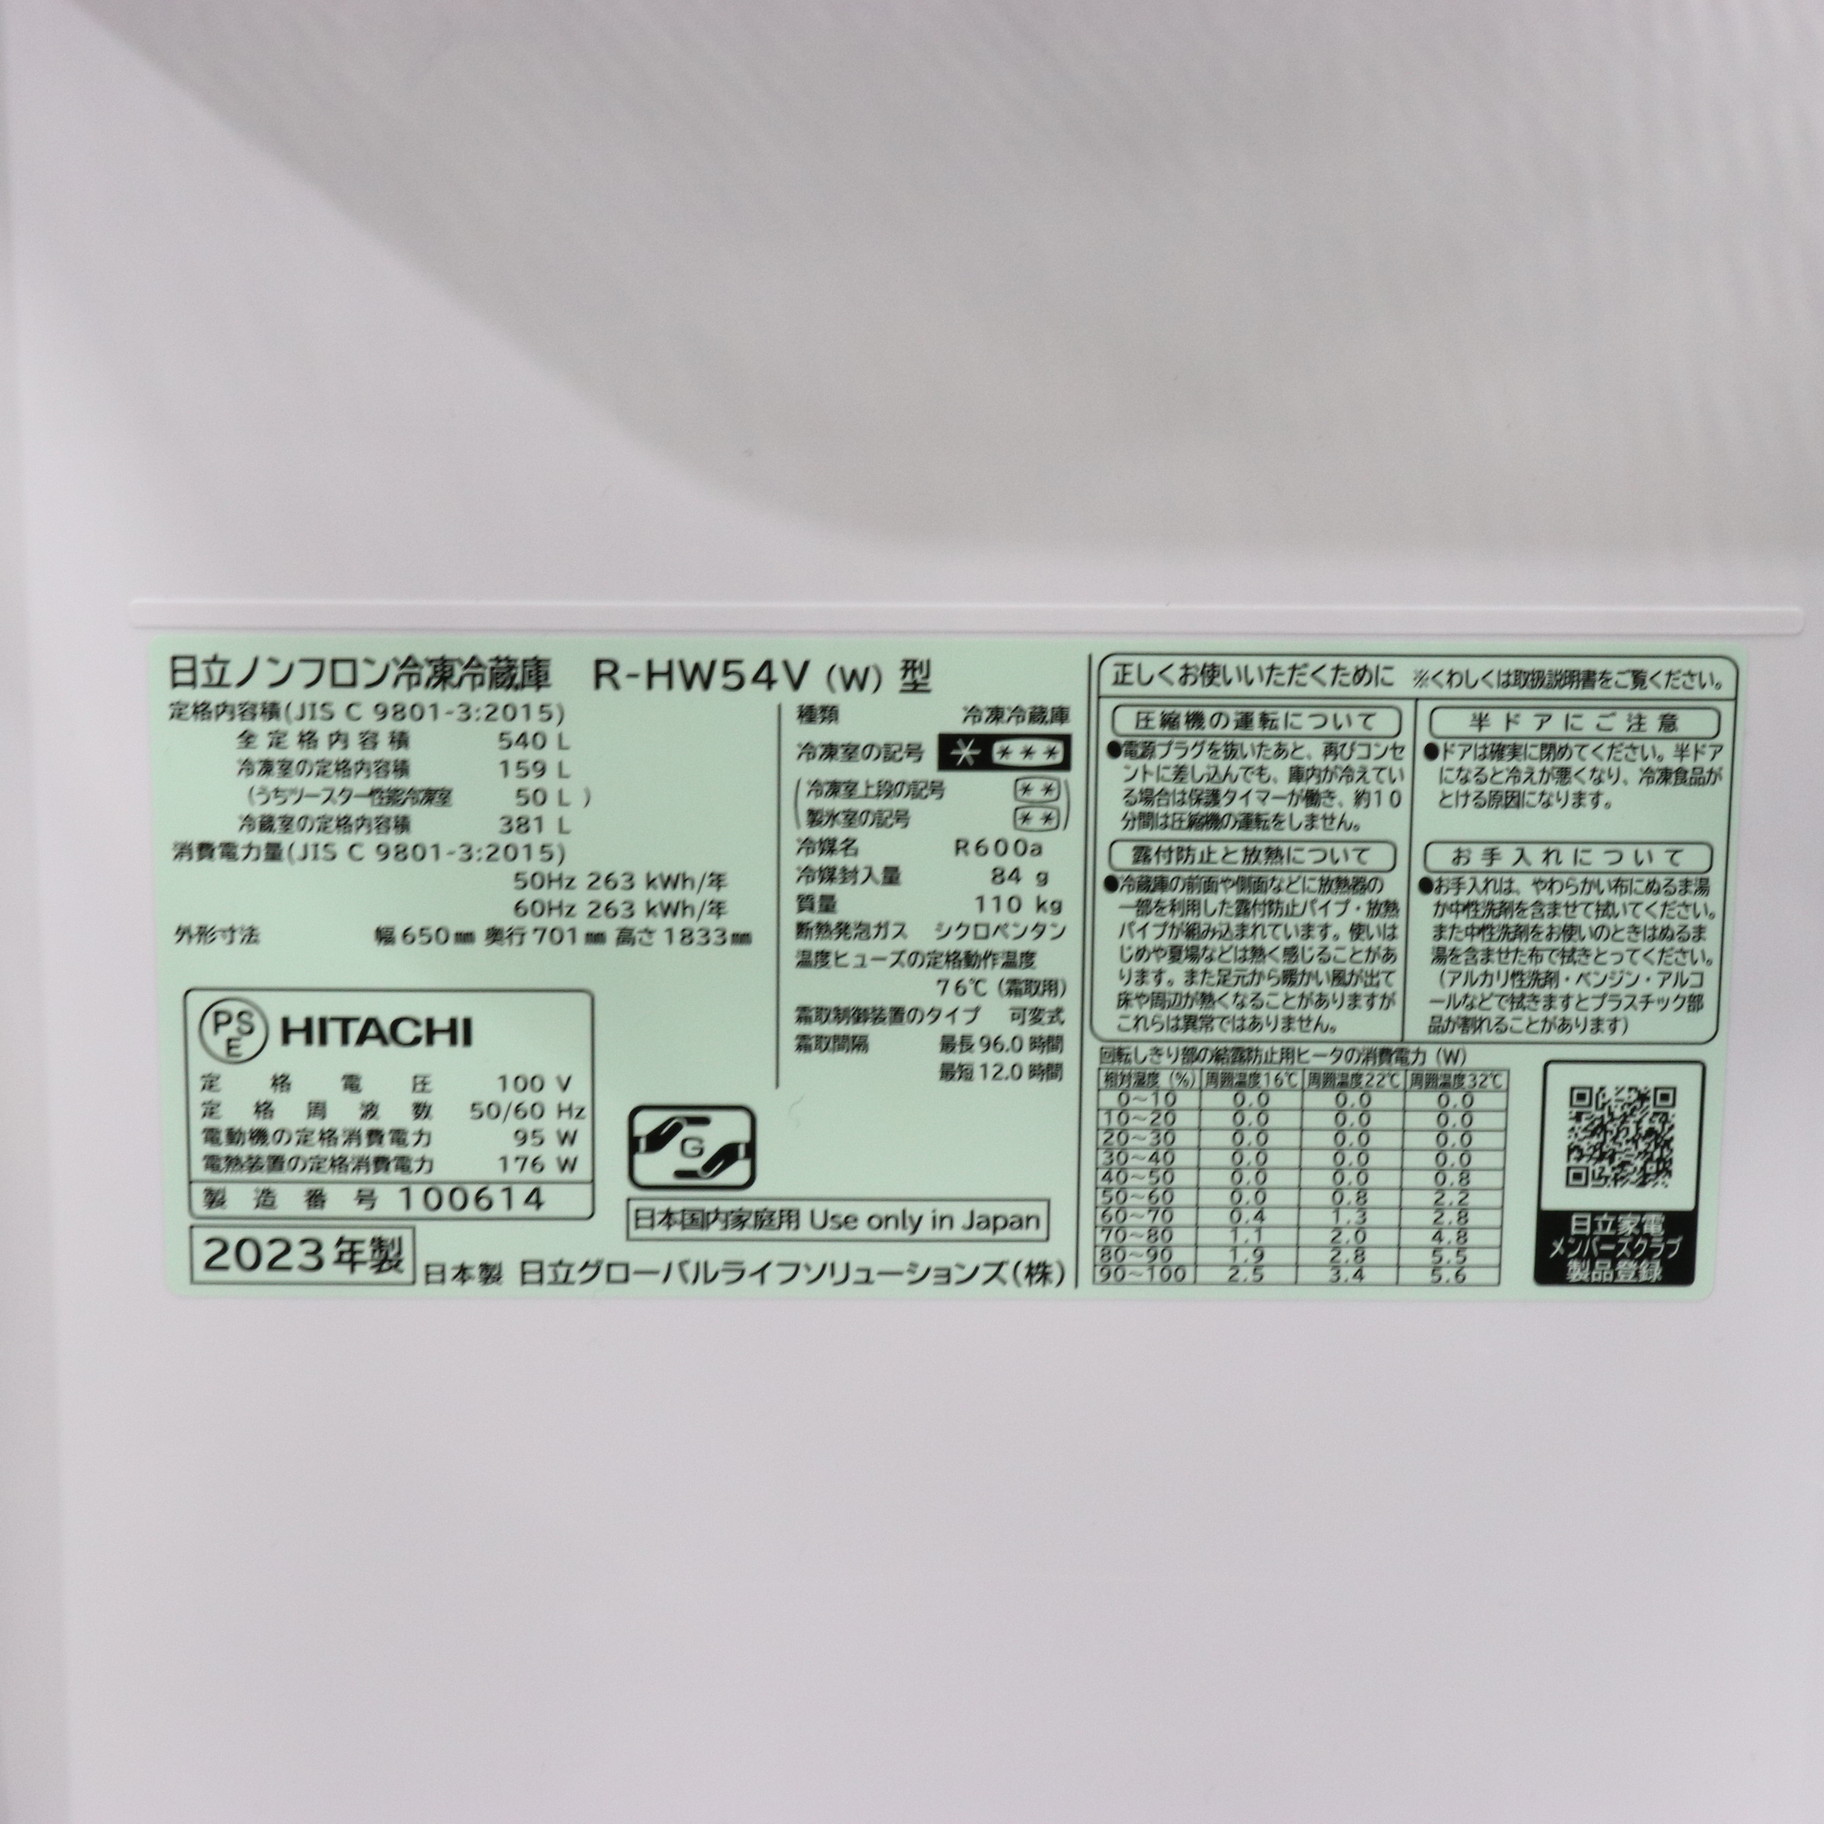 日立ノンフロン冷凍冷蔵庫 R-HW54V (W) 型
定格内容積(JIS C 9801-3:2015)
全定格内容積 540 L
冷凍室の定格内容積 159 L
(うちツースター性能冷凍室 50 L )
冷蔵室の定格内容積 381 L
消費電力量(JIS C 9801-3:2015)
50Hz 263 kWh/年
60Hz 263 kWh/年
外形寸法 幅650㎜ 奥行701㎜ 高さ1833㎜
PSE HITACHI
定格電圧 100 V
定格周波数 50/60 Hz
電動機の定格消費電力 95 W
電熱装置の定格消費電力 176 W
製造番号 100614
2023年製
日本製 日立グローバルライフソリューションズ(株)
種類 冷凍冷蔵庫
冷凍室の記号 * ***
(冷凍室上段の記号 **
製氷室の記号 **)
冷媒名 R600a
冷媒封入量 84 g
質量 110 kg
断熱発泡ガス シクロペンタン
温度ヒューズの定格動作温度
76℃ (霜取用)
霜取制御装置のタイプ 可変式
霜取間隔 最長96.0時間
最短12.0時間
G
日本国内家庭用 Use only in Japan
正しくお使いいただくために ※くわしくは取扱説明書をご覧ください。
圧縮機の運転について
●電源プラグを抜いたあと、再びコンセ
ントに差し込んでも、庫内が冷えてい
る場合は保護タイマーが働き、約10
分間は圧縮機の運転をしません。
露付防止と放熱について
●冷蔵庫の前面や側面などに放熱器の
一部を利用した露付防止パイプ・放熱
パイプが組み込まれています。使いは
じめや夏場などは熱く感じることがあ
ります。また足元から暖かい風が出て
床や周辺が熱くなることがありますが
これらは異常ではありません。
半ドアにご注意
●ドアは確実に閉めてください。半ドア
になると冷えが悪くなり、冷凍食品が
とける原因になります。
お手入れについて
●お手入れは、やわらかい布にぬるま湯
か中性洗剤を含ませて拭いてください。
また中性洗剤をお使いのときはぬるま
湯を含ませた布で拭きとってください。
(アルカリ性洗剤・ベンジン・アルコ
ールなどで拭きますとプラスチック部
品が割れることがあります)
回転しきり部の結露防止用ヒータの消費電力 (W)
相対湿度 (%) 周囲温度16℃ 周囲温度22℃ 周囲温度32℃
0~10 0.0 0.0 0.0
10~20 0.0 0.0 0.0
20~30 0.0 0.0 0.0
30~40 0.0 0.0 0.0
40~50 0.0 0.0 0.8
50~60 0.0 0.8 2.2
60~70 0.4 1.3 2.8
70~80 1.1 2.0 4.8
80~90 1.9 2.8 5.5
90~100 2.5 3.4 5.6
日立家電
メンバーズクラブ
製品登録